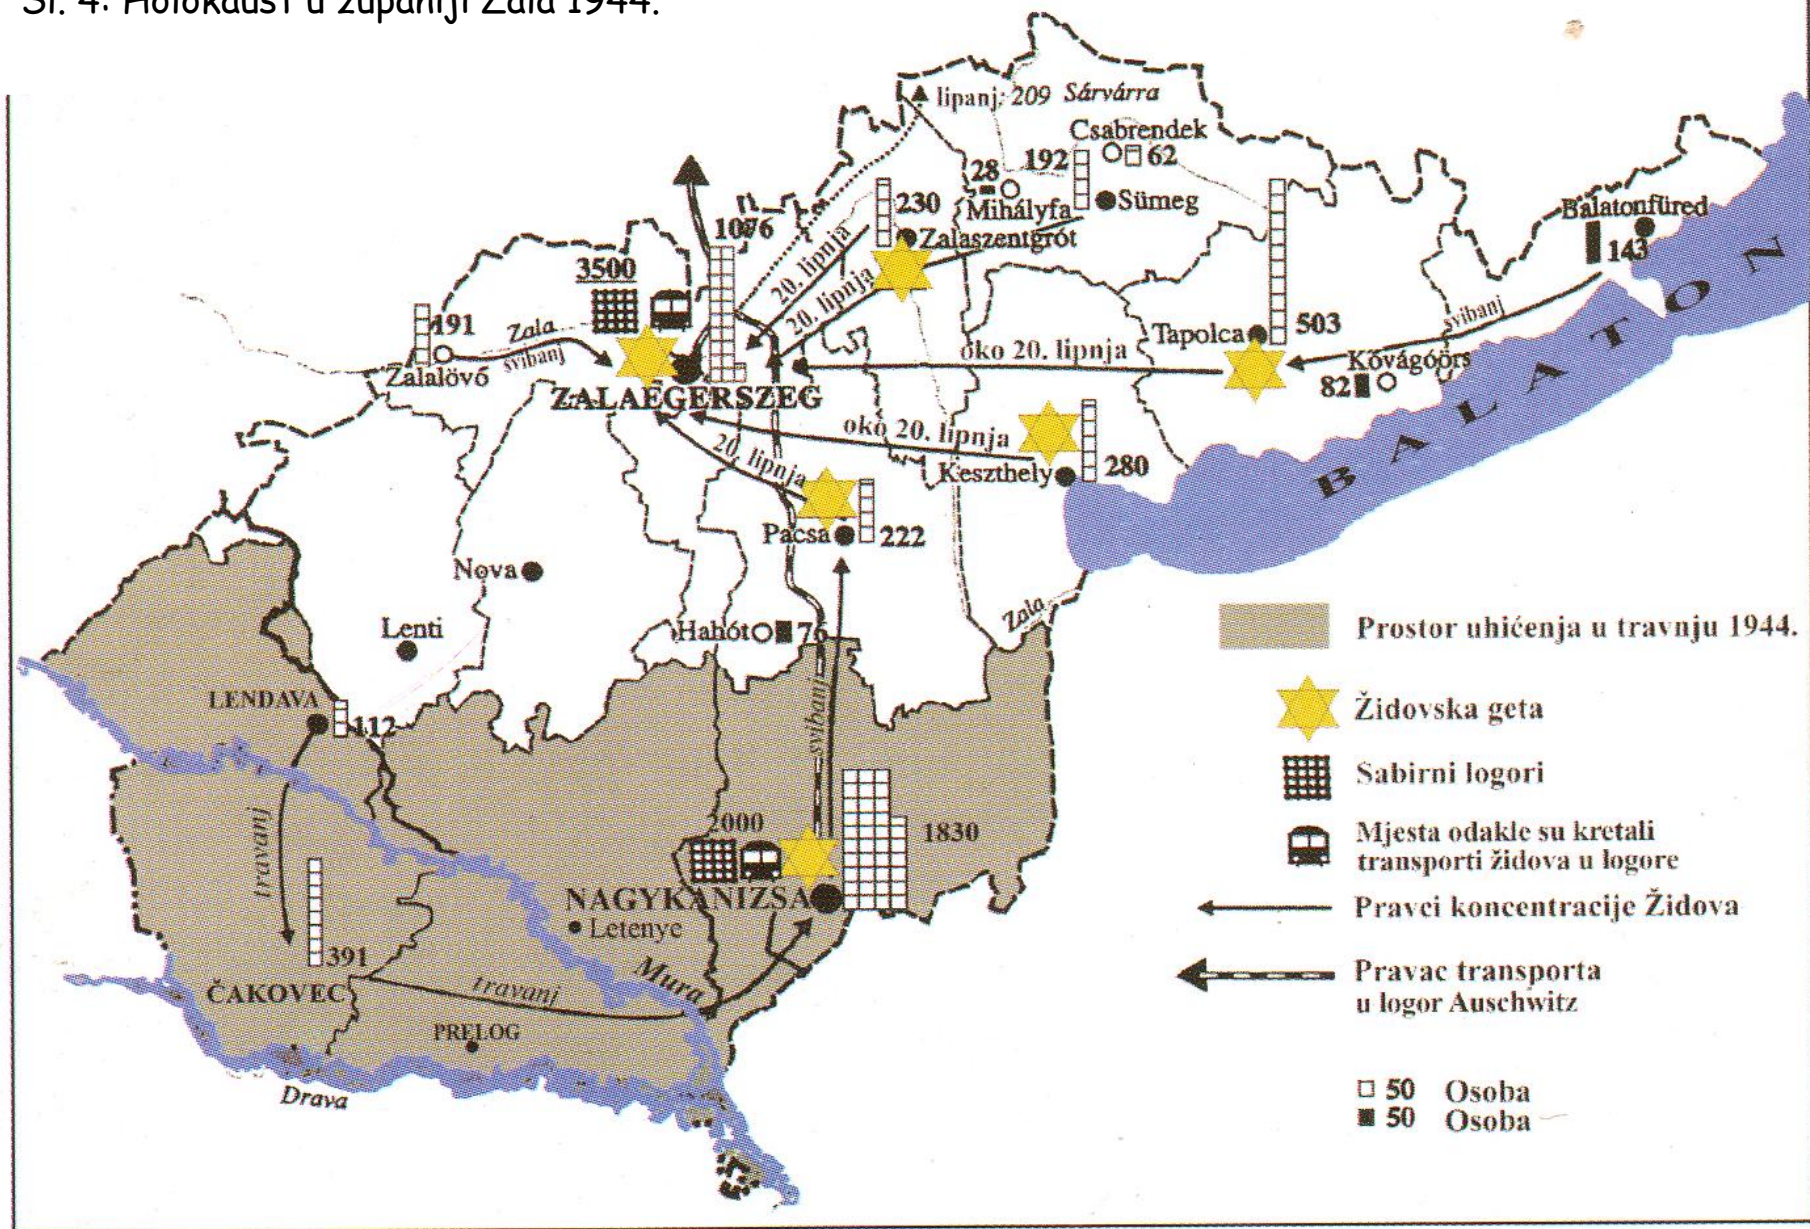 Sl. 4: Holokaust u županiji Zala 1944.
lipanj: 209 Sárvárra
Csabrendek
192
62
28
Mihályfa
Sümeg
230
Zalaszentgrót
Balatonfüred
143
1076
3500
20. lipnja
20. lipnja
svibanj
191
Zala
svibanj
Zalalövő
Tapolca
503
oko 20. lipnja
Kővágóörs
82
ZALAEGERSZEG
BALATON
oko 20. lipnja
20. lipnja
Keszthely
280
Pacsa
222
Nova
Lenti
Hahót
76
Zala
LENDAVA
112
svibanj
travanj
2000
1830
NAGYKANIZSA
Letenye
391
ČAKOVEC
travanj
Mura
PRELOG
Drava
Prostor uhićenja u travnju 1944.
Židovska geta
Sabirni logori
Mjesta odakle su kretali
transporti židova u logore
Pravci koncentracije Židova
Pravac transporta
u logor Auschwitz
50 Osoba
50 Osoba